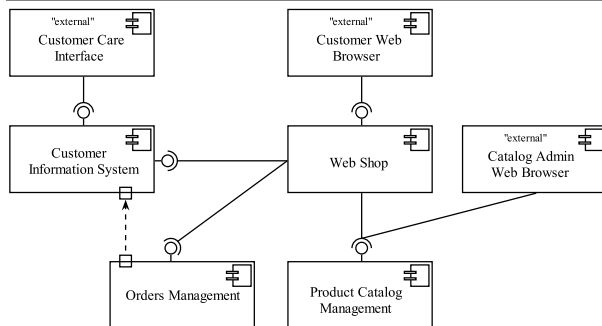 "external"
Customer Care
Interface
"external"
Customer Web
Browser
Customer
Information System
Web Shop
"external"
Catalog Admin
Web Browser
Orders Management
Product Catalog
Management